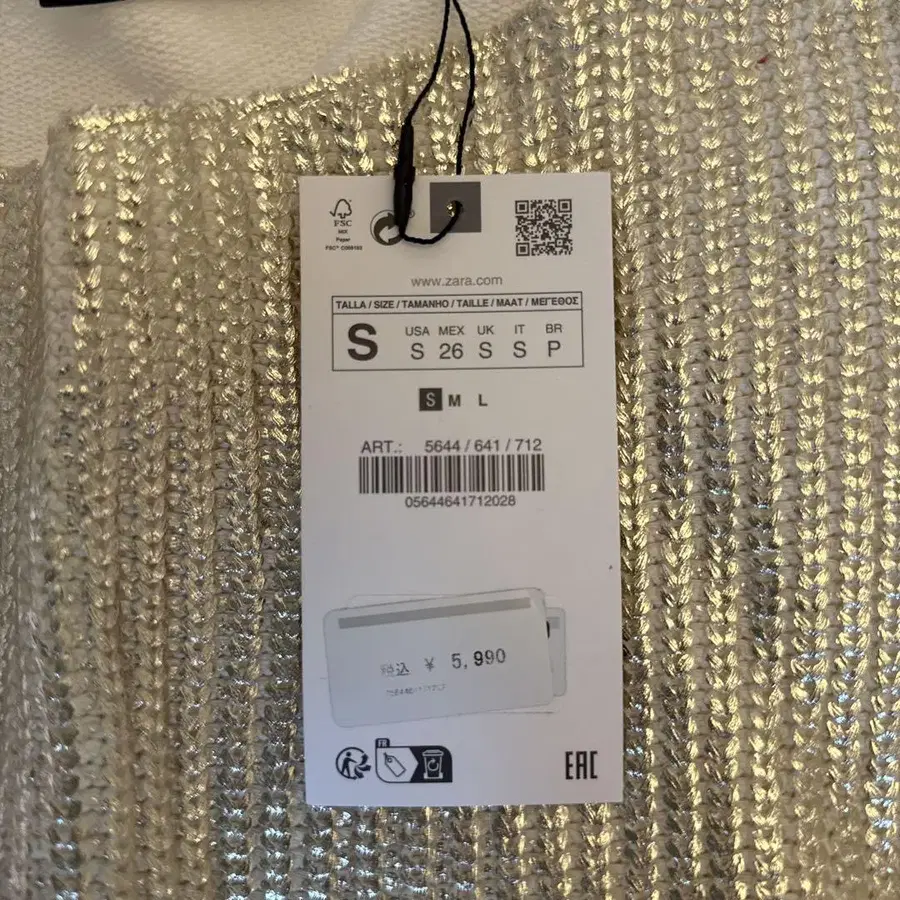 FSC
MIX
Paper
FSC® C009102
www.zara.com
TALLA / SIZE / TAMANHO / TAILLE / MAAT / ΜΕΓΕΘΟΣ
S
USA MEX UK IT BR
S 26 S S P
S M L
ART.: 5644 / 641 / 712
05644641712028
税込 ¥ 5,990
FR
EAC